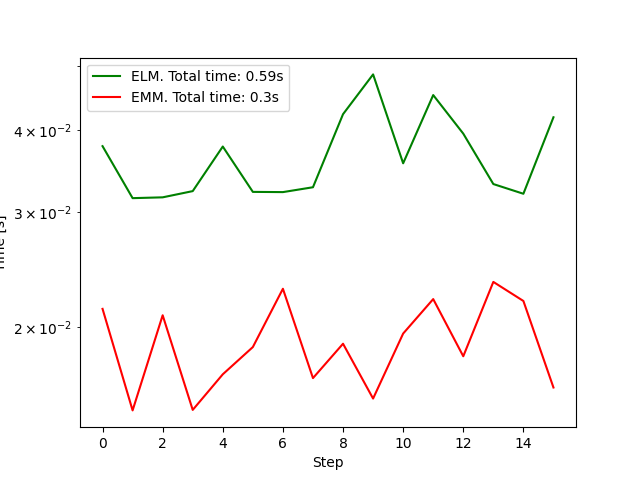 ELM. Total time: 0.59s
EMM. Total time: 0.3s
4 × 10⁻²
3 × 10⁻²
2 × 10⁻²
Time [s]
0 2 4 6 8 10 12 14
Step